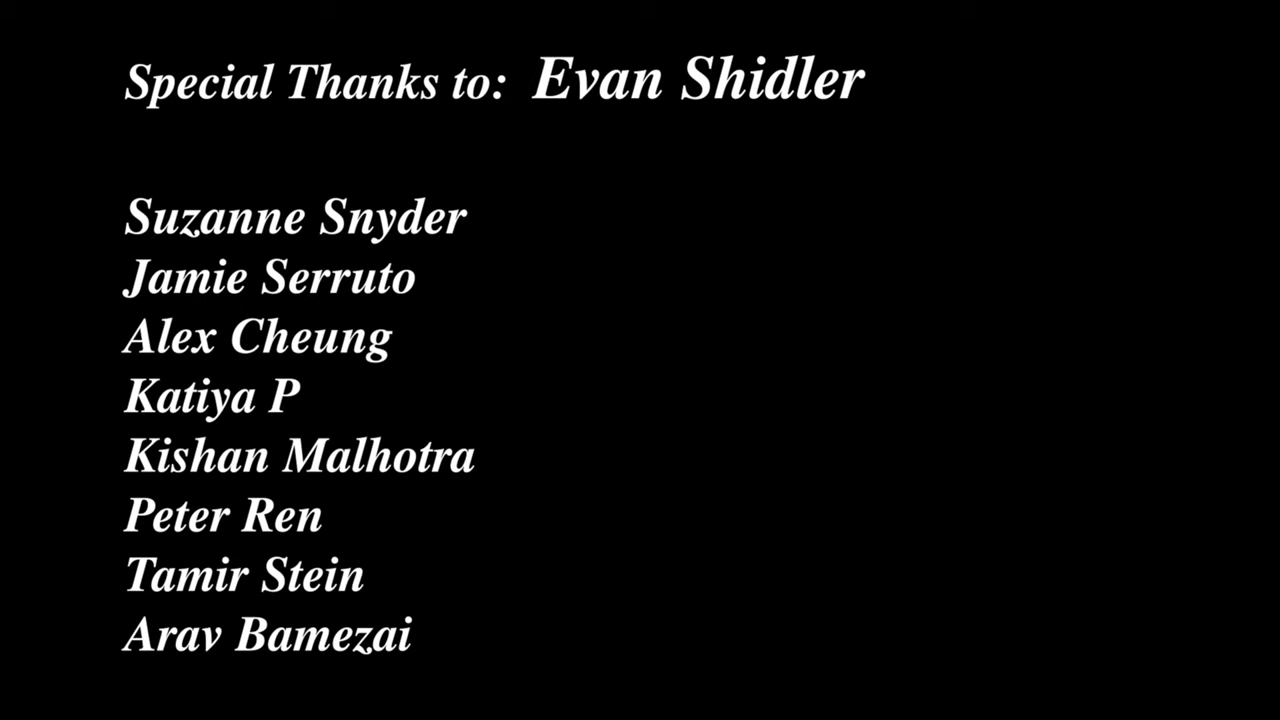 Special Thanks to: Evan Shidler
Suzanne Snyder
Jamie Serruto
Alex Cheung
Katiya P
Kishan Malhotra
Peter Ren
Tamir Stein
Arav Bamezai